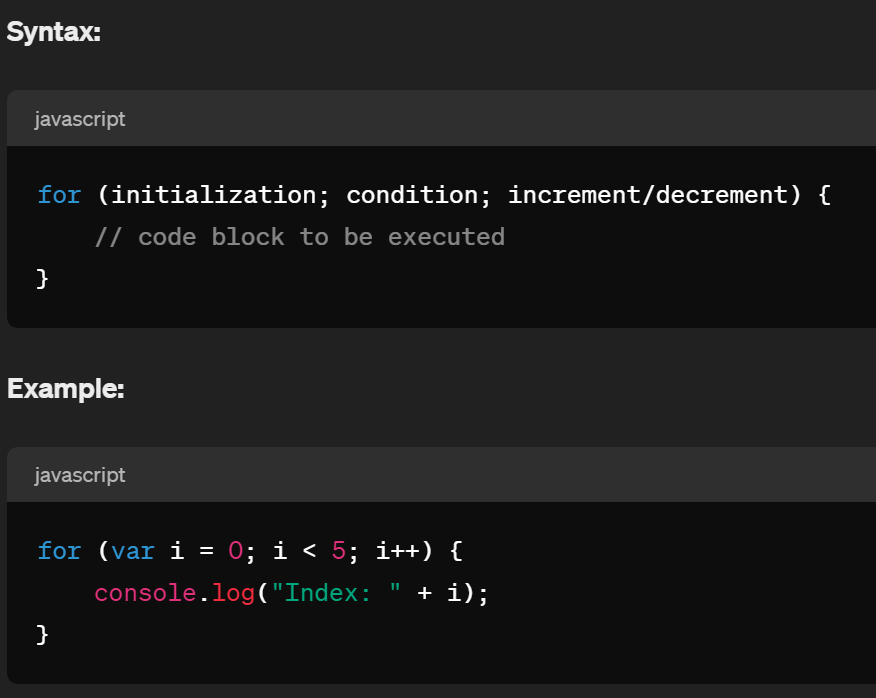 Syntax:
javascript
for (initialization; condition; increment/decrement) {
    // code block to be executed
}
Example:
javascript
for (var i = 0; i < 5; i++) {
    console.log("Index: " + i);
}